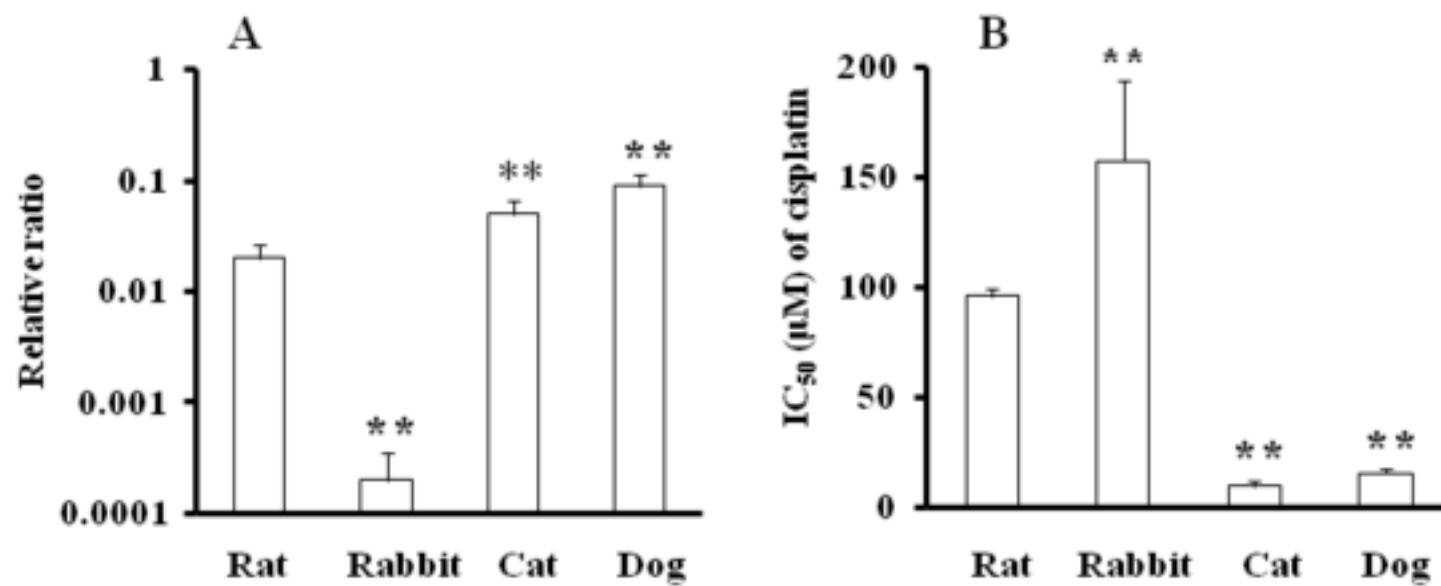 A
Relative ratio
1
0.1
0.01
0.001
0.0001
**
**
**
Rat Rabbit Cat Dog
B
IC50 (μM) of cisplatin
200
150
100
50
0
**
**
**
Rat Rabbit Cat Dog